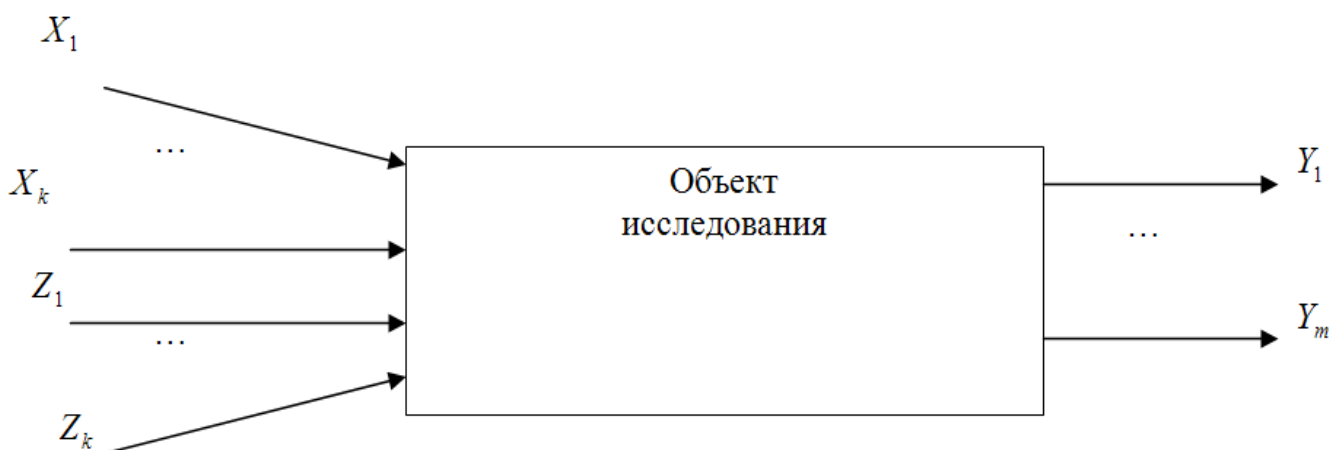 X₁
…
Xₖ
Z₁
…
Zₖ
Объект
исследования
Y₁
…
Yₘ